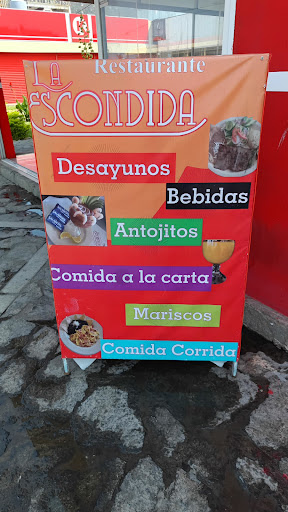 Restaurante
LA
ESCONDIDA
Desayunos
Bebidas
Antojitos
Comida a la carta
Mariscos
Comida Corrida